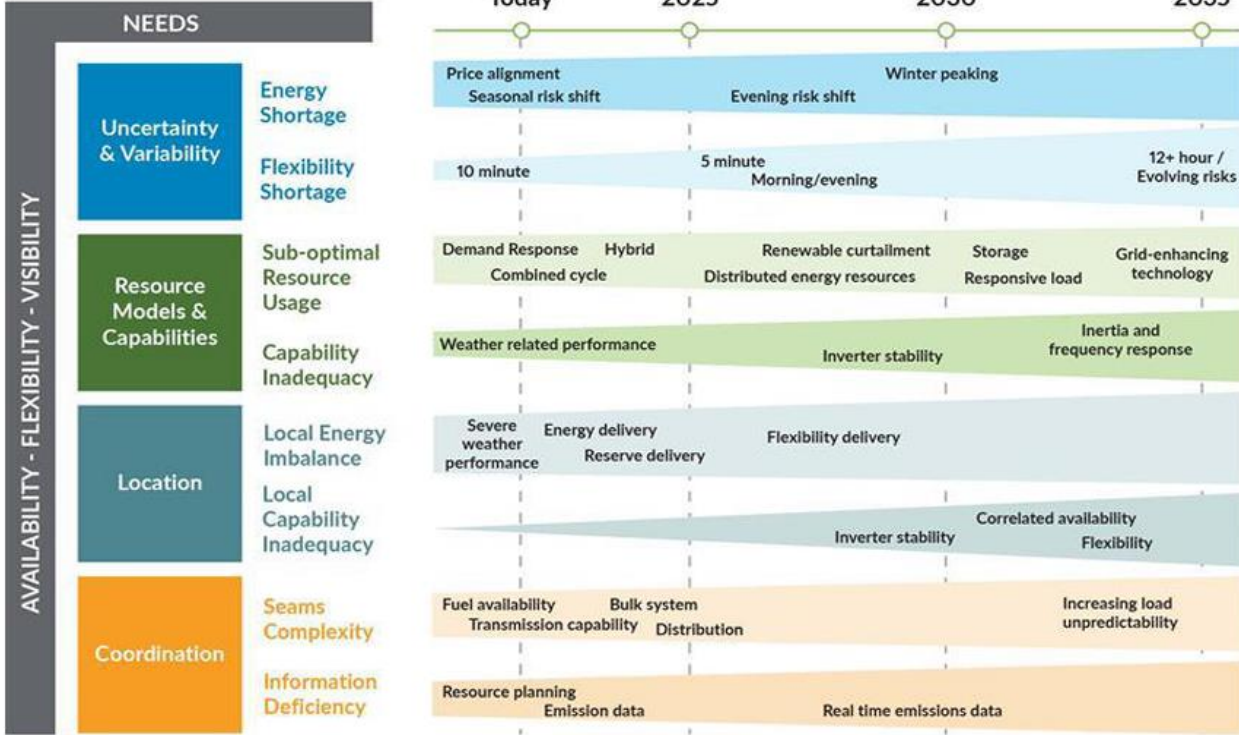 Today 2025 2030 2035
NEEDS
AVAILABILITY - FLEXIBILITY - VISIBILITY
Uncertainty
& Variability
Energy
Shortage
Price alignment
Seasonal risk shift
Evening risk shift
Winter peaking
Flexibility
Shortage
10 minute
5 minute
Morning/evening
12+ hour /
Evolving risks
Resource
Models &
Capabilities
Sub-optimal
Resource
Usage
Demand Response
Hybrid
Combined cycle
Renewable curtailment
Distributed energy resources
Storage
Responsive load
Grid-enhancing
technology
Capability
Inadequacy
Weather related performance
Inverter stability
Inertia and
frequency response
Location
Local Energy
Imbalance
Severe
weather
performance
Energy delivery
Reserve delivery
Flexibility delivery
Local
Capability
Inadequacy
Inverter stability
Correlated availability
Flexibility
Coordination
Seams
Complexity
Fuel availability
Transmission capability
Bulk system
Distribution
Increasing load
unpredictability
Information
Deficiency
Resource planning
Emission data
Real time emissions data